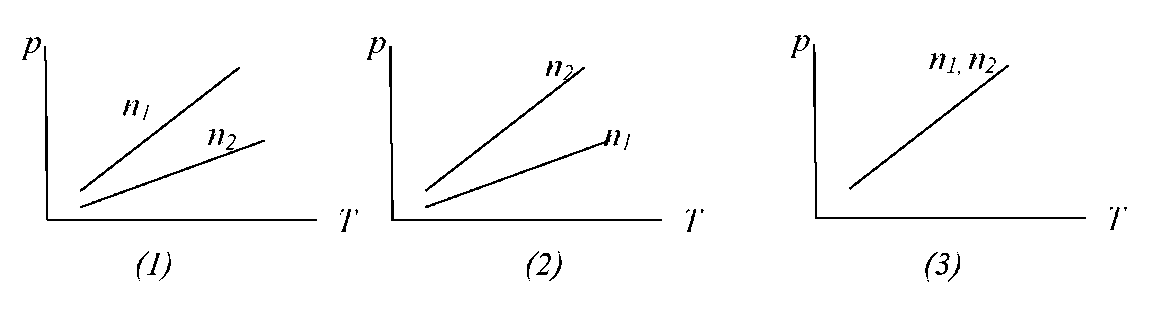 p
n₁
n₂
T
(1)
p
n₂
n₁
T
(2)
p
n₁, n₂
T
(3)